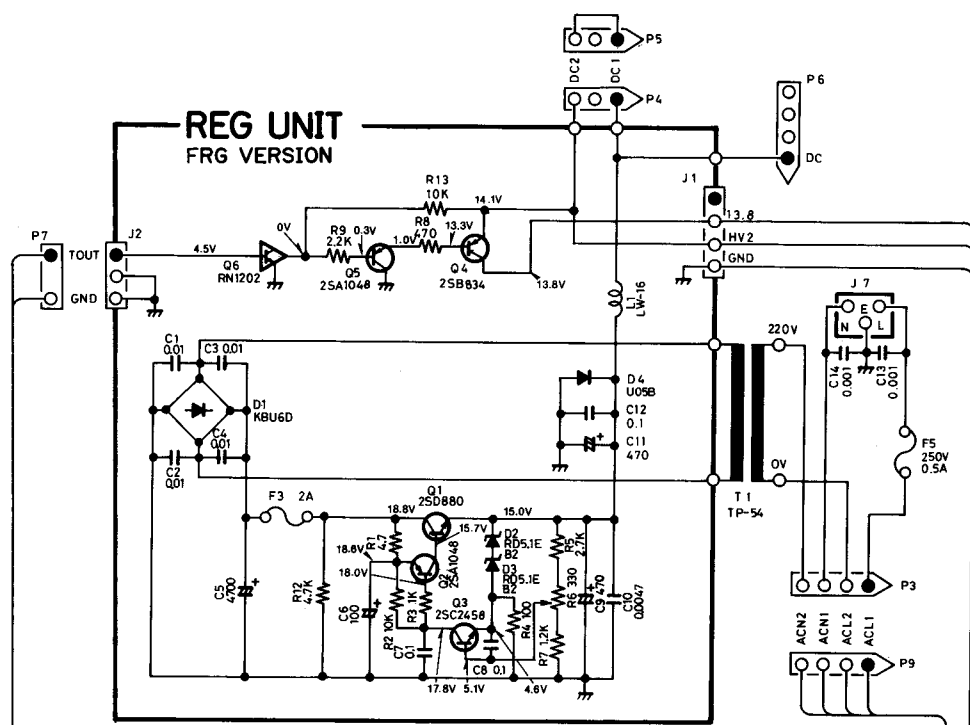 P5
DC2
DC1
P4
P6
DC
REG UNIT
FRG VERSION
J1
13.8
HV2
GND
R13
10K
14.1V
P7
J2
TOUT
GND
4.5V
0V
R9
2.2K
0.3V
Q6
RN1202
Q5
2SA1048
1.0V
R8
470
13.3V
Q4
2SB834
13.8V
L1
LW-16
J7
E
N
L
C14
0.001
C13
0.001
220V
0V
T1
TP-54
F5
250V
0.5A
C1
0.01
C3 0.01
D1
KBU6D
C4
0.01
C2
0.01
D4
U05B
C12
0.1
C11
470
F3 2A
Q1
2SD880
18.8V
15.7V
15.0V
R1
4.7
18.6V
18.0V
Q2
2SA1048
D2
RD5.1E
B2
D3
RD5.1E
B2
R5
2.7K
R6 330
C9 470
C10
0.0047
C5
4700
R12
4.7K
C6
100
R2 10K
R3 1K
Q3
2SC2458
C7
0.1
C8 0.1
R4 100
R7 1.2K
17.8V
5.1V
4.6V
P3
ACN2
ACN1
ACL2
ACL1
P9